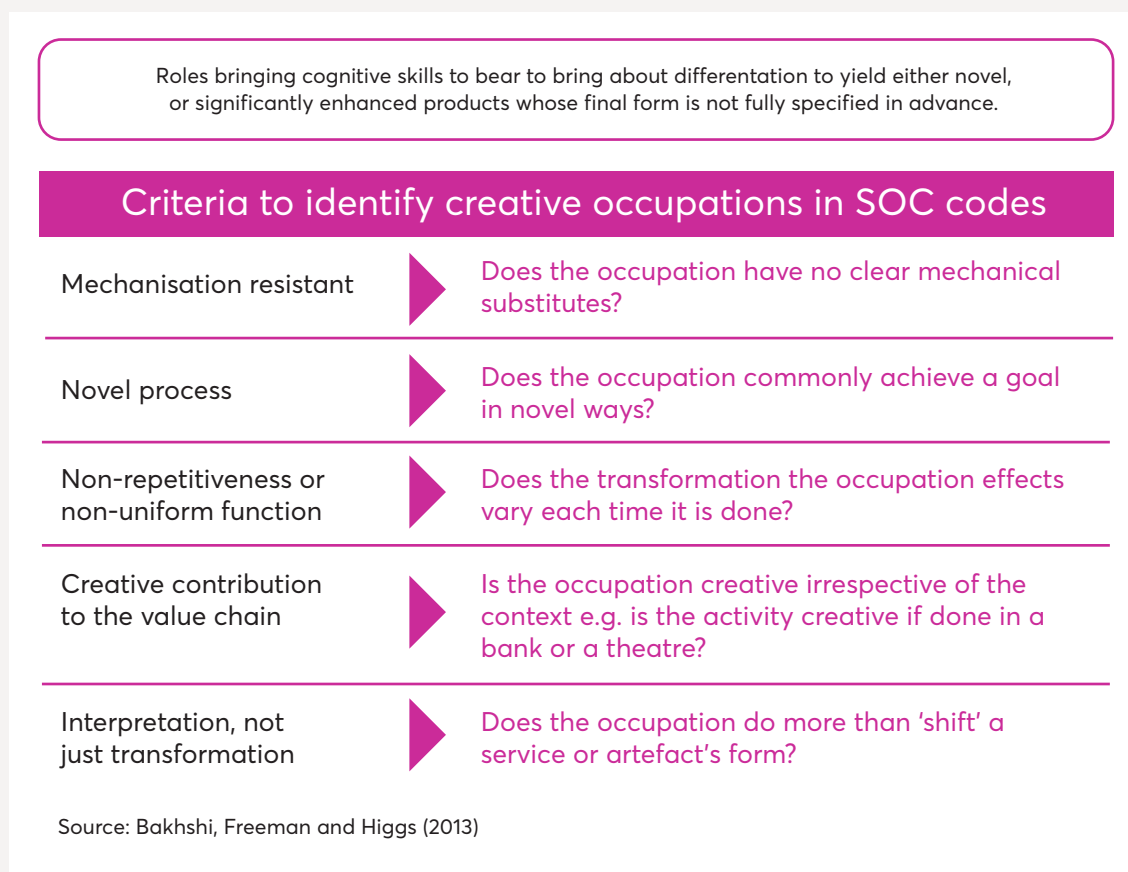 Roles bringing cognitive skills to bear to bring about differentation to yield either novel,
or significantly enhanced products whose final form is not fully specified in advance.
Criteria to identify creative occupations in SOC codes
Mechanisation resistant
Does the occupation have no clear mechanical
substitutes?
Novel process
Does the occupation commonly achieve a goal
in novel ways?
Non-repetitiveness or
non-uniform function
Does the transformation the occupation effects
vary each time it is done?
Creative contribution
to the value chain
Is the occupation creative irrespective of the
context e.g. is the activity creative if done in a
bank or a theatre?
Interpretation, not
just transformation
Does the occupation do more than ‘shift’ a
service or artefact’s form?
Source: Bakhshi, Freeman and Higgs (2013)